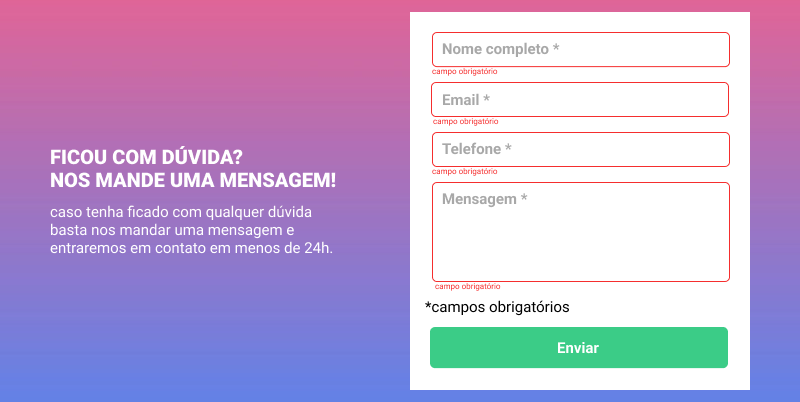 FICOU COM DÚVIDA?
NOS MANDE UMA MENSAGEM!
caso tenha ficado com qualquer dúvida
basta nos mandar uma mensagem e
entraremos em contato em menos de 24h.
Nome completo *
campo obrigatório
Email *
campo obrigatório
Telefone *
campo obrigatório
Mensagem *
campo obrigatório
*campos obrigatórios
Enviar